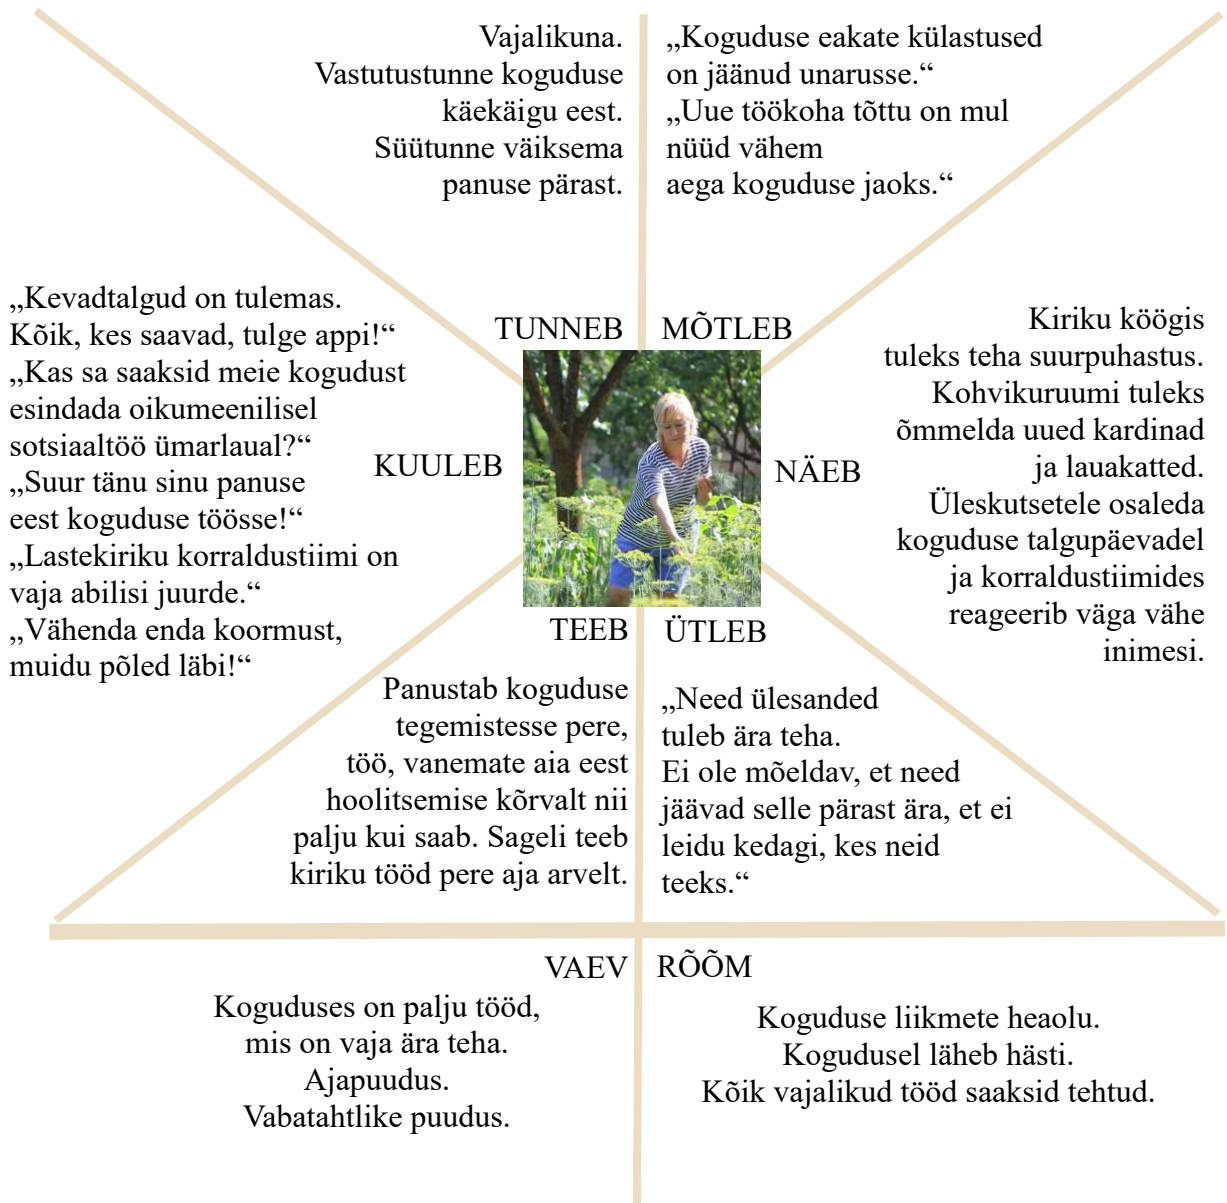 Vajalikuna.
Vastutustunne koguduse
käekäigu eest.
Süütunne väiksema
panuse pärast.
TUNNEB
„Koguduse eakate külastused
on jäänud unarusse.“
„Uue töökoha tõttu on mul
nüüd vähem
aega koguduse jaoks.“
MÕTLEB
„Kevadtalgud on tulemas.
Kõik, kes saavad, tulge appi!“
„Kas sa saaksid meie kogudust
esindada oikumeenilisel
sotsiaaltöö ümarlaual?“
„Suur tänu sinu panuse
eest koguduse töösse!“
„Lastekiriku korraldustiimi on
vaja abilisi juurde.“
„Vähenda enda koormust,
muidu põled läbi!“
KUULEB
NÄEB
Kiriku köögis
tuleks teha suurpuhastus.
Kohvikuruumi tuleks
õmmelda uued kardinad
ja lauakatted.
Üleskutsetele osaleda
koguduse talgupäevadel
ja korraldustiimides
reageerib väga vähe
inimesi.
TEEB
Panustab koguduse
tegemistesse pere,
töö, vanemate aia eest
hoolitsemise kõrvalt nii
palju kui saab. Sageli teeb
kiriku tööd pere aja arvelt.
ÜTLEB
„Need ülesanded
tuleb ära teha.
Ei ole mõeldav, et need
jäävad selle pärast ära, et ei
leidu kedagi, kes neid
teeks.“
VAEV
Koguduses on palju tööd,
mis on vaja ära teha.
Ajapuudus.
Vabatahtlike puudus.
RÕÕM
Koguduse liikmete heaolu.
Kogudusel läheb hästi.
Kõik vajalikud tööd saaksid tehtud.